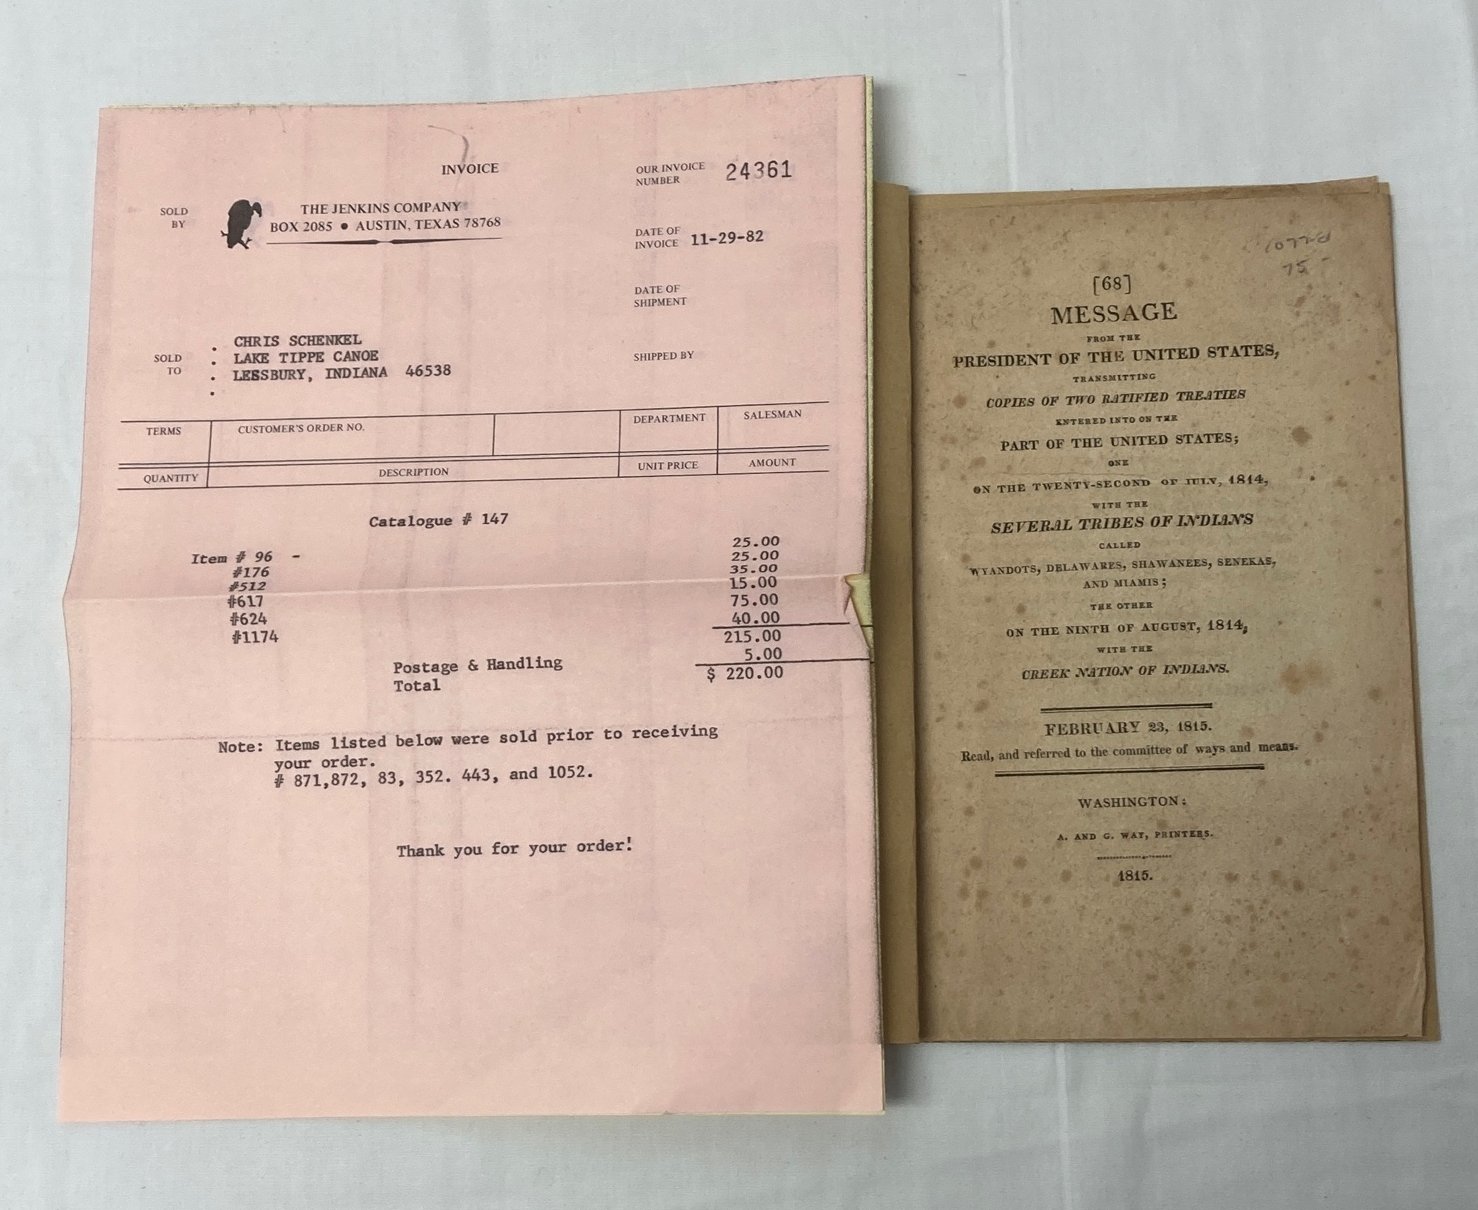 INVOICE
OUR INVOICE NUMBER 24361
SOLD BY
THE JENKINS COMPANY
BOX 2085 • AUSTIN, TEXAS 78768
DATE OF INVOICE 11-29-82
DATE OF SHIPMENT
SOLD TO
. CHRIS SCHENKEL
. LAKE TIPPE CANOE
. LESSBURY, INDIANA 46538
.
SHIPPED BY
TERMS CUSTOMER'S ORDER NO. DEPARTMENT SALESMAN
QUANTITY DESCRIPTION UNIT PRICE AMOUNT
Catalogue # 147
Item # 96 - 25.00
#176 25.00
#512 35.00
#617 15.00
#624 75.00
#1174 40.00
215.00
Postage & Handling 5.00
Total $ 220.00
Note: Items listed below were sold prior to receiving
your order.
# 871,872, 83, 352. 443, and 1052.
Thank you for your order!
75-
[68]
MESSAGE
FROM THE
PRESIDENT OF THE UNITED STATES,
TRANSMITTING
COPIES OF TWO RATIFIED TREATIES
ENTERED INTO ON THE
PART OF THE UNITED STATES;
ONE
ON THE TWENTY-SECOND OF JULY, 1814,
WITH THE
SEVERAL TRIBES OF INDIANS
CALLED
WYANDOTS, DELAWARES, SHAWANEES, SENEKAS,
AND MIAMIS;
THE OTHER
ON THE NINTH OF AUGUST, 1814,
WITH THE
CREEK NATION OF INDIANS.
FEBRUARY 23, 1815.
Read, and referred to the committee of ways and means.
WASHINGTON:
A. AND G. WAY, PRINTERS.
1815.